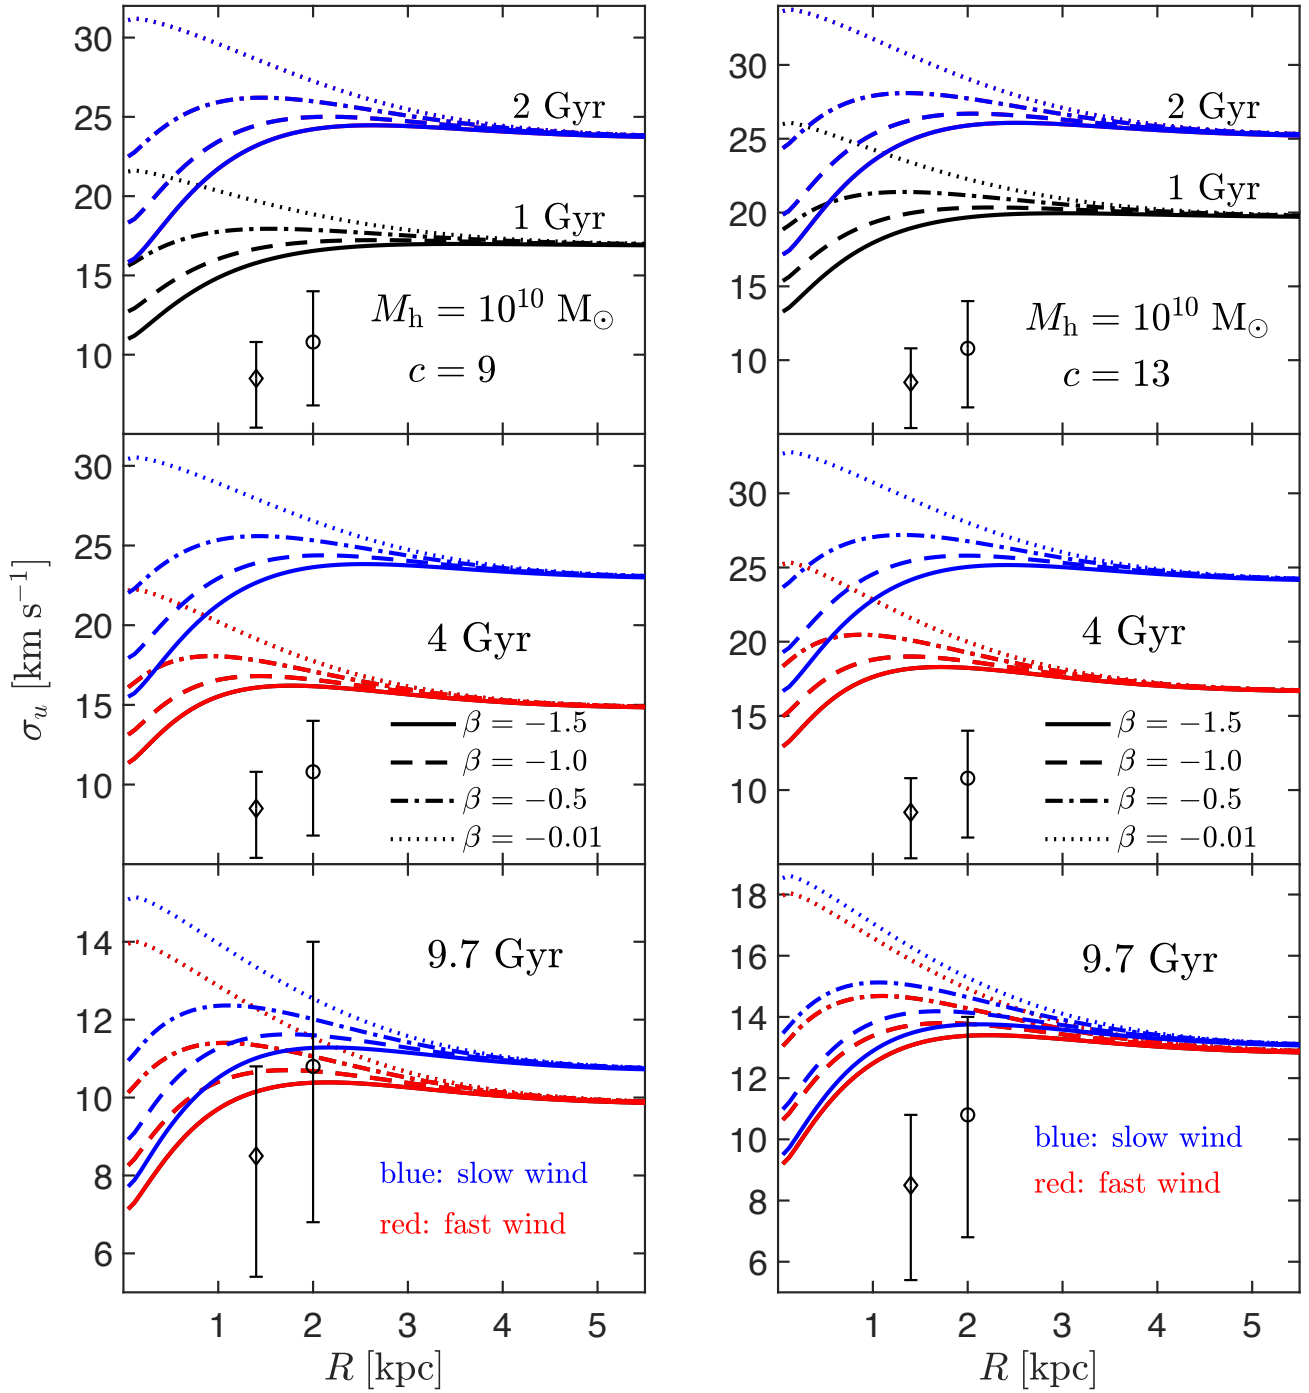 30
25
20
15
10
2 Gyr
1 Gyr
M_h = 10^10 M_⊙
c = 9
30
25
20
15
10
2 Gyr
1 Gyr
M_h = 10^10 M_⊙
c = 13
σ_u [km s^−1]
30
25
20
15
10
4 Gyr
β = −1.5
β = −1.0
β = −0.5
β = −0.01
30
25
20
15
10
4 Gyr
β = −1.5
β = −1.0
β = −0.5
β = −0.01
14
12
10
8
6
9.7 Gyr
blue: slow wind
red: fast wind
1 2 3 4 5
R [kpc]
18
16
14
12
10
8
6
9.7 Gyr
blue: slow wind
red: fast wind
1 2 3 4 5
R [kpc]